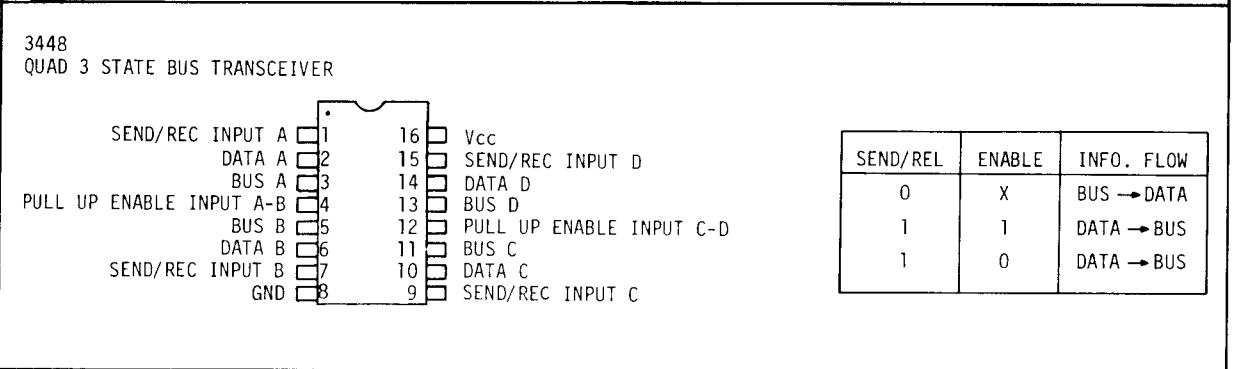 3448
QUAD 3 STATE BUS TRANSCEIVER
SEND/REC INPUT A 1 16 Vcc
DATA A 2 15 SEND/REC INPUT D
BUS A 3 14 DATA D
PULL UP ENABLE INPUT A-B 4 13 BUS D
BUS B 5 12 PULL UP ENABLE INPUT C-D
DATA B 6 11 BUS C
SEND/REC INPUT B 7 10 DATA C
GND 8 9 SEND/REC INPUT C
SEND/REL ENABLE INFO. FLOW
0 X BUS → DATA
1 1 DATA → BUS
1 0 DATA → BUS